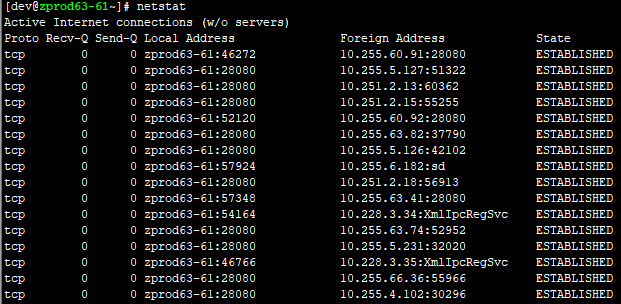 [dev@zprod63-61~]# netstat
Active Internet connections (w/o servers)
Proto Recv-Q Send-Q Local Address Foreign Address State
tcp 0 0 zprod63-61:46272 10.255.60.91:28080 ESTABLISHED
tcp 0 0 zprod63-61:28080 10.255.5.127:51322 ESTABLISHED
tcp 0 0 zprod63-61:28080 10.251.2.13:60362 ESTABLISHED
tcp 0 0 zprod63-61:28080 10.251.2.15:55255 ESTABLISHED
tcp 0 0 zprod63-61:52120 10.255.60.92:28080 ESTABLISHED
tcp 0 0 zprod63-61:28080 10.255.63.82:37790 ESTABLISHED
tcp 0 0 zprod63-61:28080 10.255.5.126:42102 ESTABLISHED
tcp 0 0 zprod63-61:57924 10.255.6.182:sd ESTABLISHED
tcp 0 0 zprod63-61:28080 10.251.2.18:56913 ESTABLISHED
tcp 0 0 zprod63-61:57348 10.255.63.41:28080 ESTABLISHED
tcp 0 0 zprod63-61:54164 10.228.3.34:XmlIpcRegSvc ESTABLISHED
tcp 0 0 zprod63-61:28080 10.255.63.74:52952 ESTABLISHED
tcp 0 0 zprod63-61:28080 10.255.5.231:32020 ESTABLISHED
tcp 0 0 zprod63-61:46766 10.228.3.35:XmlIpcRegSvc ESTABLISHED
tcp 0 0 zprod63-61:28080 10.255.66.36:55966 ESTABLISHED
tcp 0 0 zprod63-61:28080 10.255.4.102:30296 ESTABLISHED